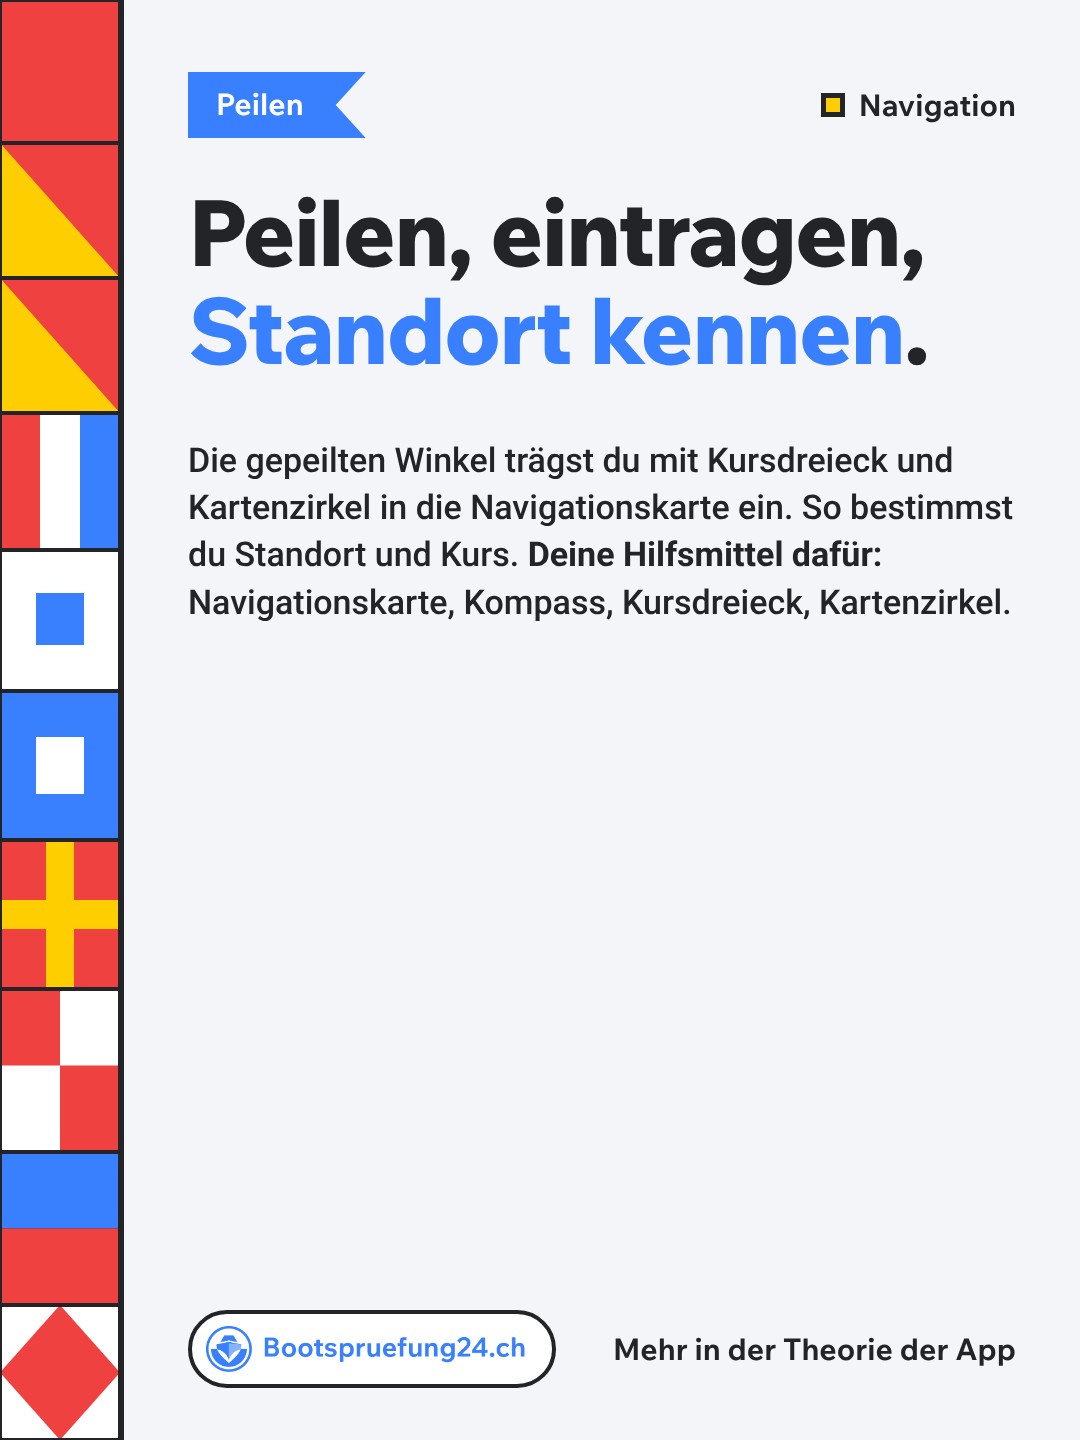 Peilen
Navigation
Peilen, eintragen,
Standort kennen.
Die gepeilten Winkel trägst du mit Kursdreieck und
Kartenzirkel in die Navigationskarte ein. So bestimmst
du Standort und Kurs. Deine Hilfsmittel dafür:
Navigationskarte, Kompass, Kursdreieck, Kartenzirkel.
Bootspruefung24.ch
Mehr in der Theorie der App